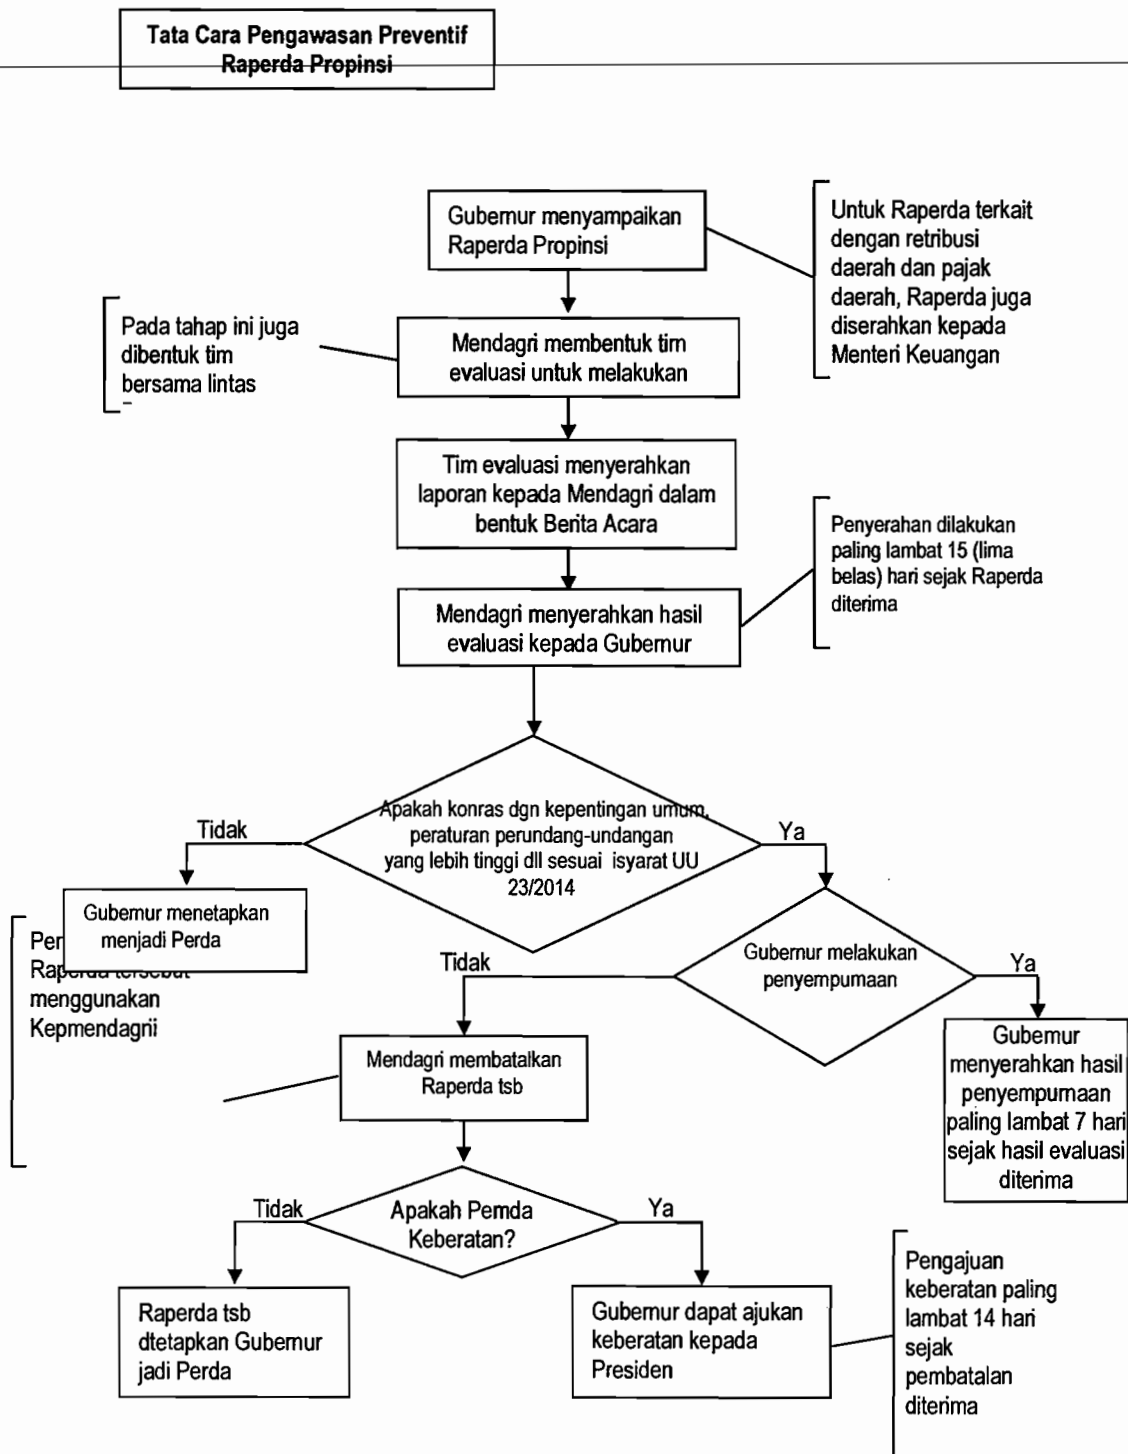 Tata Cara Pengawasan Preventif
Raperda Propinsi
Gubernur menyampaikan
Raperda Propinsi
Untuk Raperda terkait
dengan retribusi
daerah dan pajak
daerah, Raperda juga
diserahkan kepada
Menteri Keuangan
Pada tahap ini juga
dibentuk tim
bersama lintas
Mendagri membentuk tim
evaluasi untuk melakukan
Tim evaluasi menyerahkan
laporan kepada Mendagri dalam
bentuk Berita Acara
Penyerahan dilakukan
paling lambat 15 (lima
belas) hari sejak Raperda
diterima
Mendagri menyerahkan hasil
evaluasi kepada Gubernur
Apakah konras dgn kepentingan umum,
peraturan perundang-undangan
yang lebih tinggi dll sesuai isyarat UU
23/2014
Tidak
Ya
Gubernur menetapkan
menjadi Perda
Per
Raperda tersebut
menggunakan
Kepmendagrii
Gubernur melakukan
penyempurnaan
Tidak
Ya
Mendagri membatalkan
Raperda tsb
Gubernur
menyerahkan hasil
penyempurnaan
paling lambat 7 hari
sejak hasil evaluasi
diterima
Apakah Pemda
Keberatan?
Tidak
Ya
Raperda tsb
dtetapkan Gubernur
jadi Perda
Gubernur dapat ajukan
keberatan kepada
Presiden
Pengajuan
keberatan paling
lambat 14 hari
sejak
pembatalan
diterima